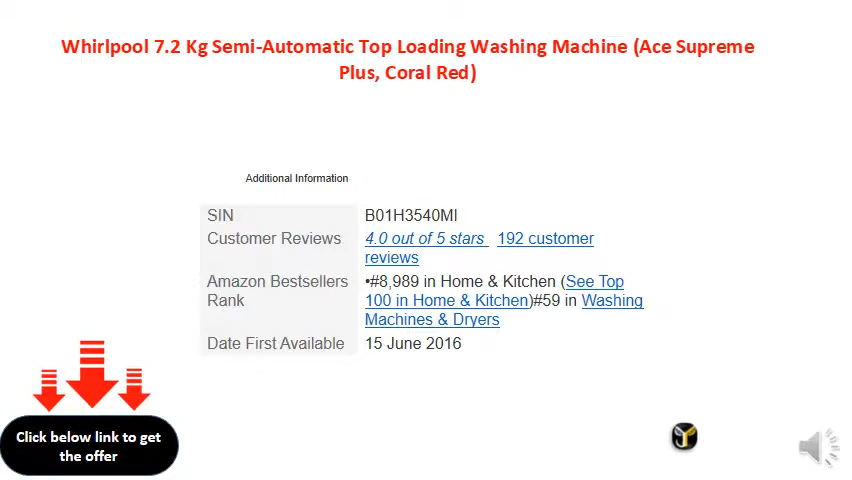 Whirlpool 7.2 Kg Semi-Automatic Top Loading Washing Machine (Ace Supreme
Plus, Coral Red)
Additional Information
SIN B01H3540MI
Customer Reviews 4.0 out of 5 stars 192 customer
reviews
Amazon Bestsellers •#8,989 in Home & Kitchen (See Top
Rank 100 in Home & Kitchen)#59 in Washing
Machines & Dryers
Date First Available 15 June 2016
Click below link to get
the offer